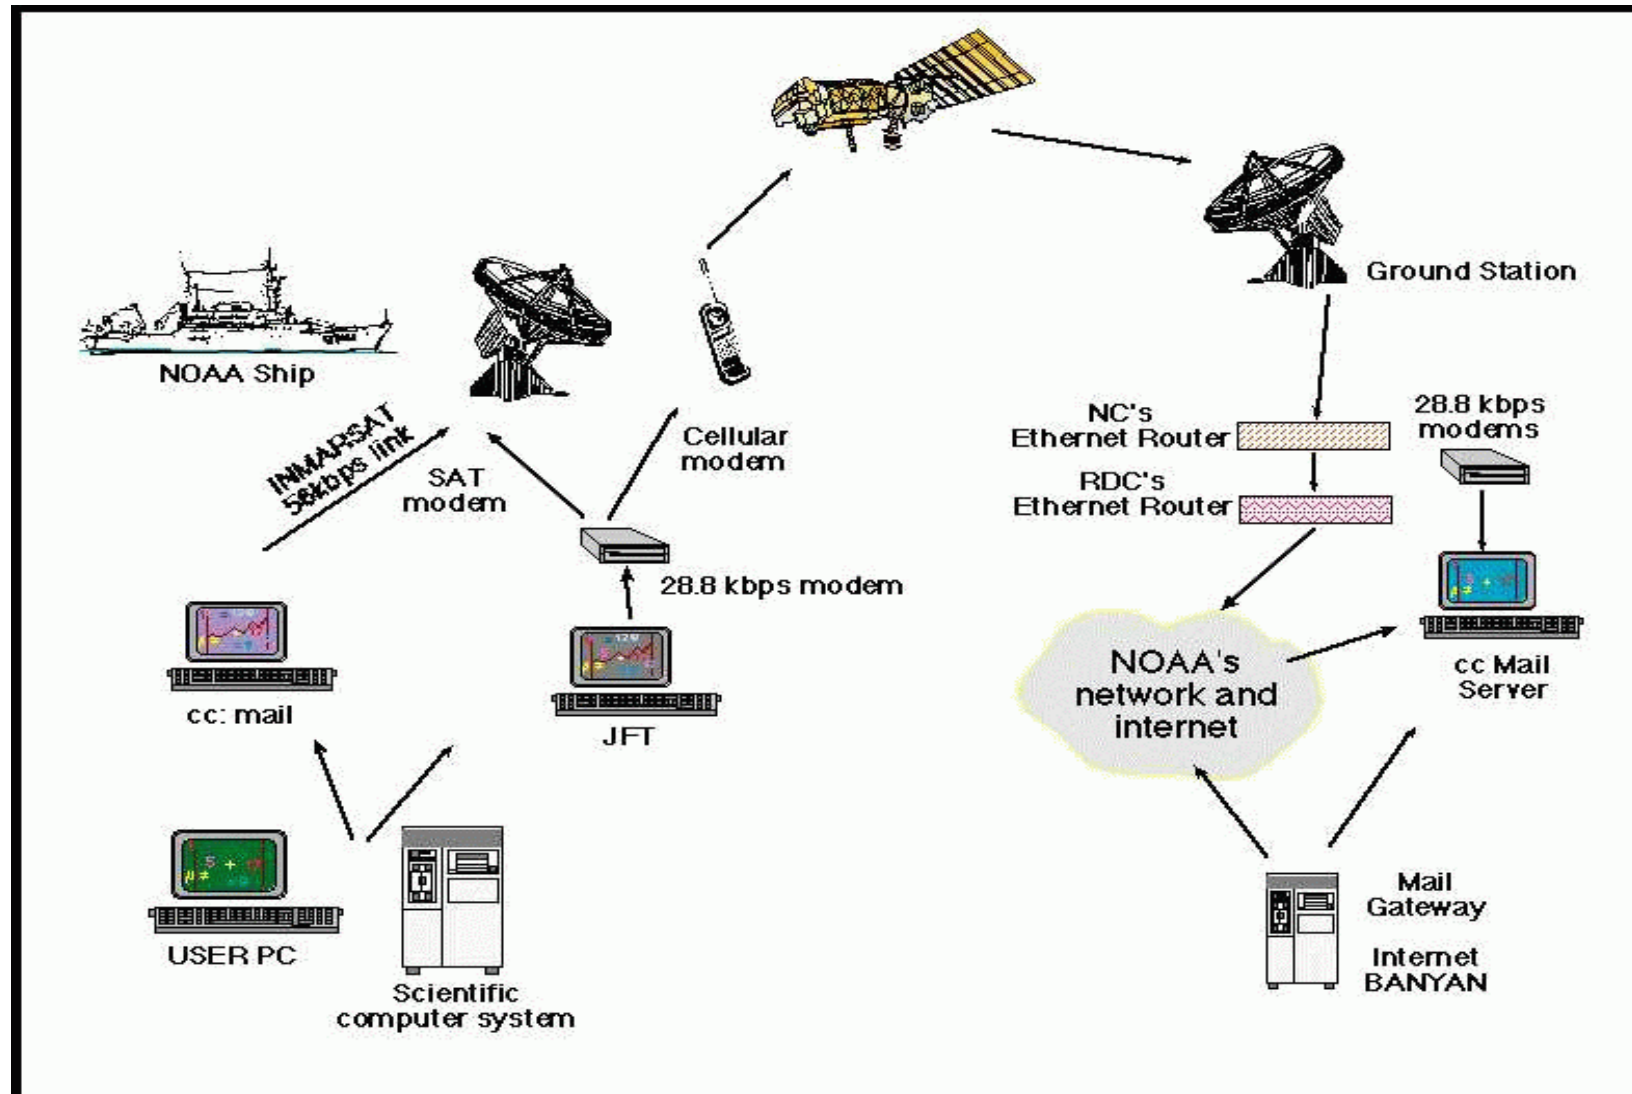 Ground Station
NOAA Ship
INMARSAT
56kbps link
SAT
modem
Cellular
modem
NC's
Ethernet Router
28.8 kbps
modems
RDC's
Ethernet Router
28.8 kbps modem
cc: mail
JFT
NOAA's
network and
internet
cc Mail
Server
USER PC
Scientific
computer system
Mail
Gateway
Internet
BANYAN